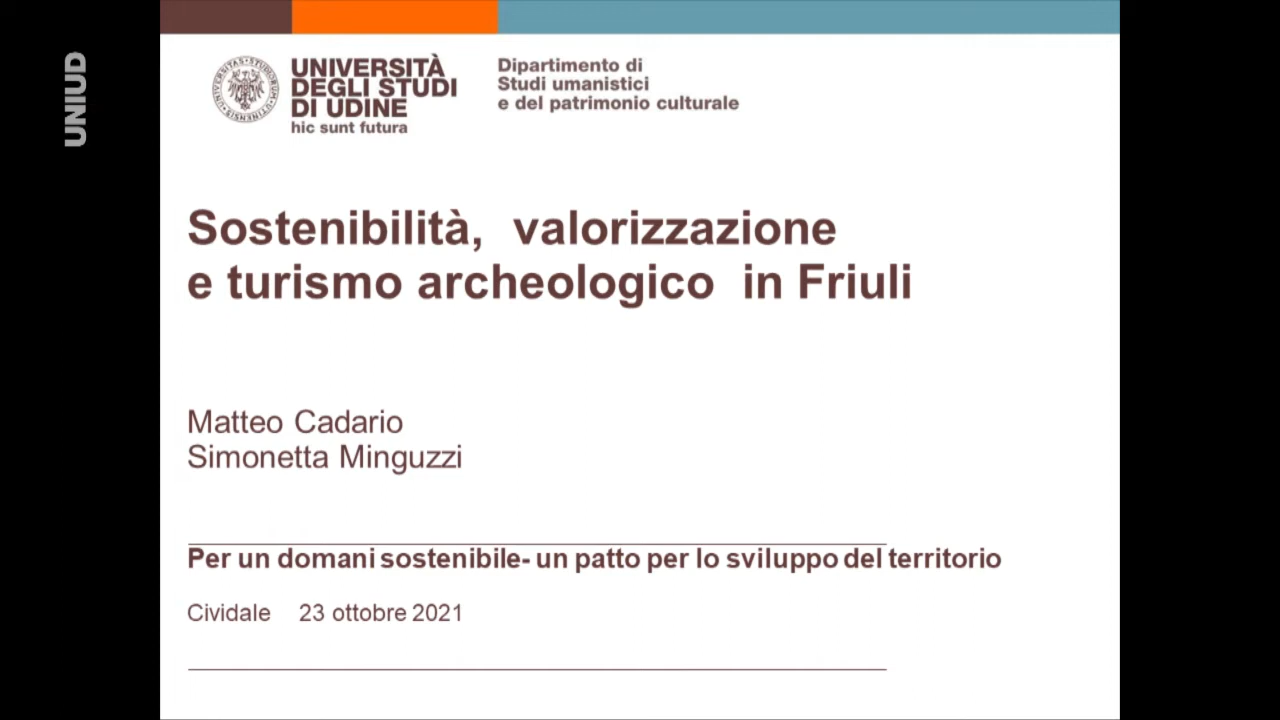 UNIUD
UNIVERSITÀ
DEGLI STUDI
DI UDINE
hic sunt futura
Dipartimento di
Studi umanistici
e del patrimonio culturale
Sostenibilità, valorizzazione
e turismo archeologico in Friuli
Matteo Cadario
Simonetta Minguzzi
Per un domani sostenibile- un patto per lo sviluppo del territorio
Cividale 23 ottobre 2021